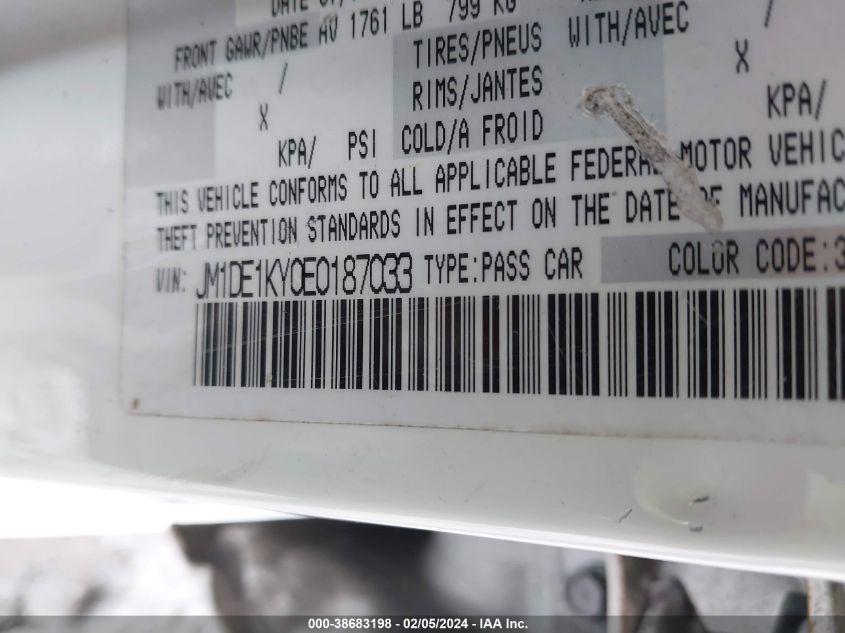 DATE
FRONT GAWR/PNBE AV 1761 LB 799 KG
WITH/AVEC /
X
KPA/ PSI COLD/A FROID
TIRES/PNEUS WITH/AVEC /
RIMS/JANTES X
KPA/
THIS VEHICLE CONFORMS TO ALL APPLICABLE FEDERAL MOTOR VEHIC
THEFT PREVENTION STANDARDS IN EFFECT ON THE DATE OF MANUFAC
VIN: JM1DE1KY0E0187033 TYPE:PASS CAR COLOR CODE:3
000-38683198 - 02/05/2024 - IAA Inc.